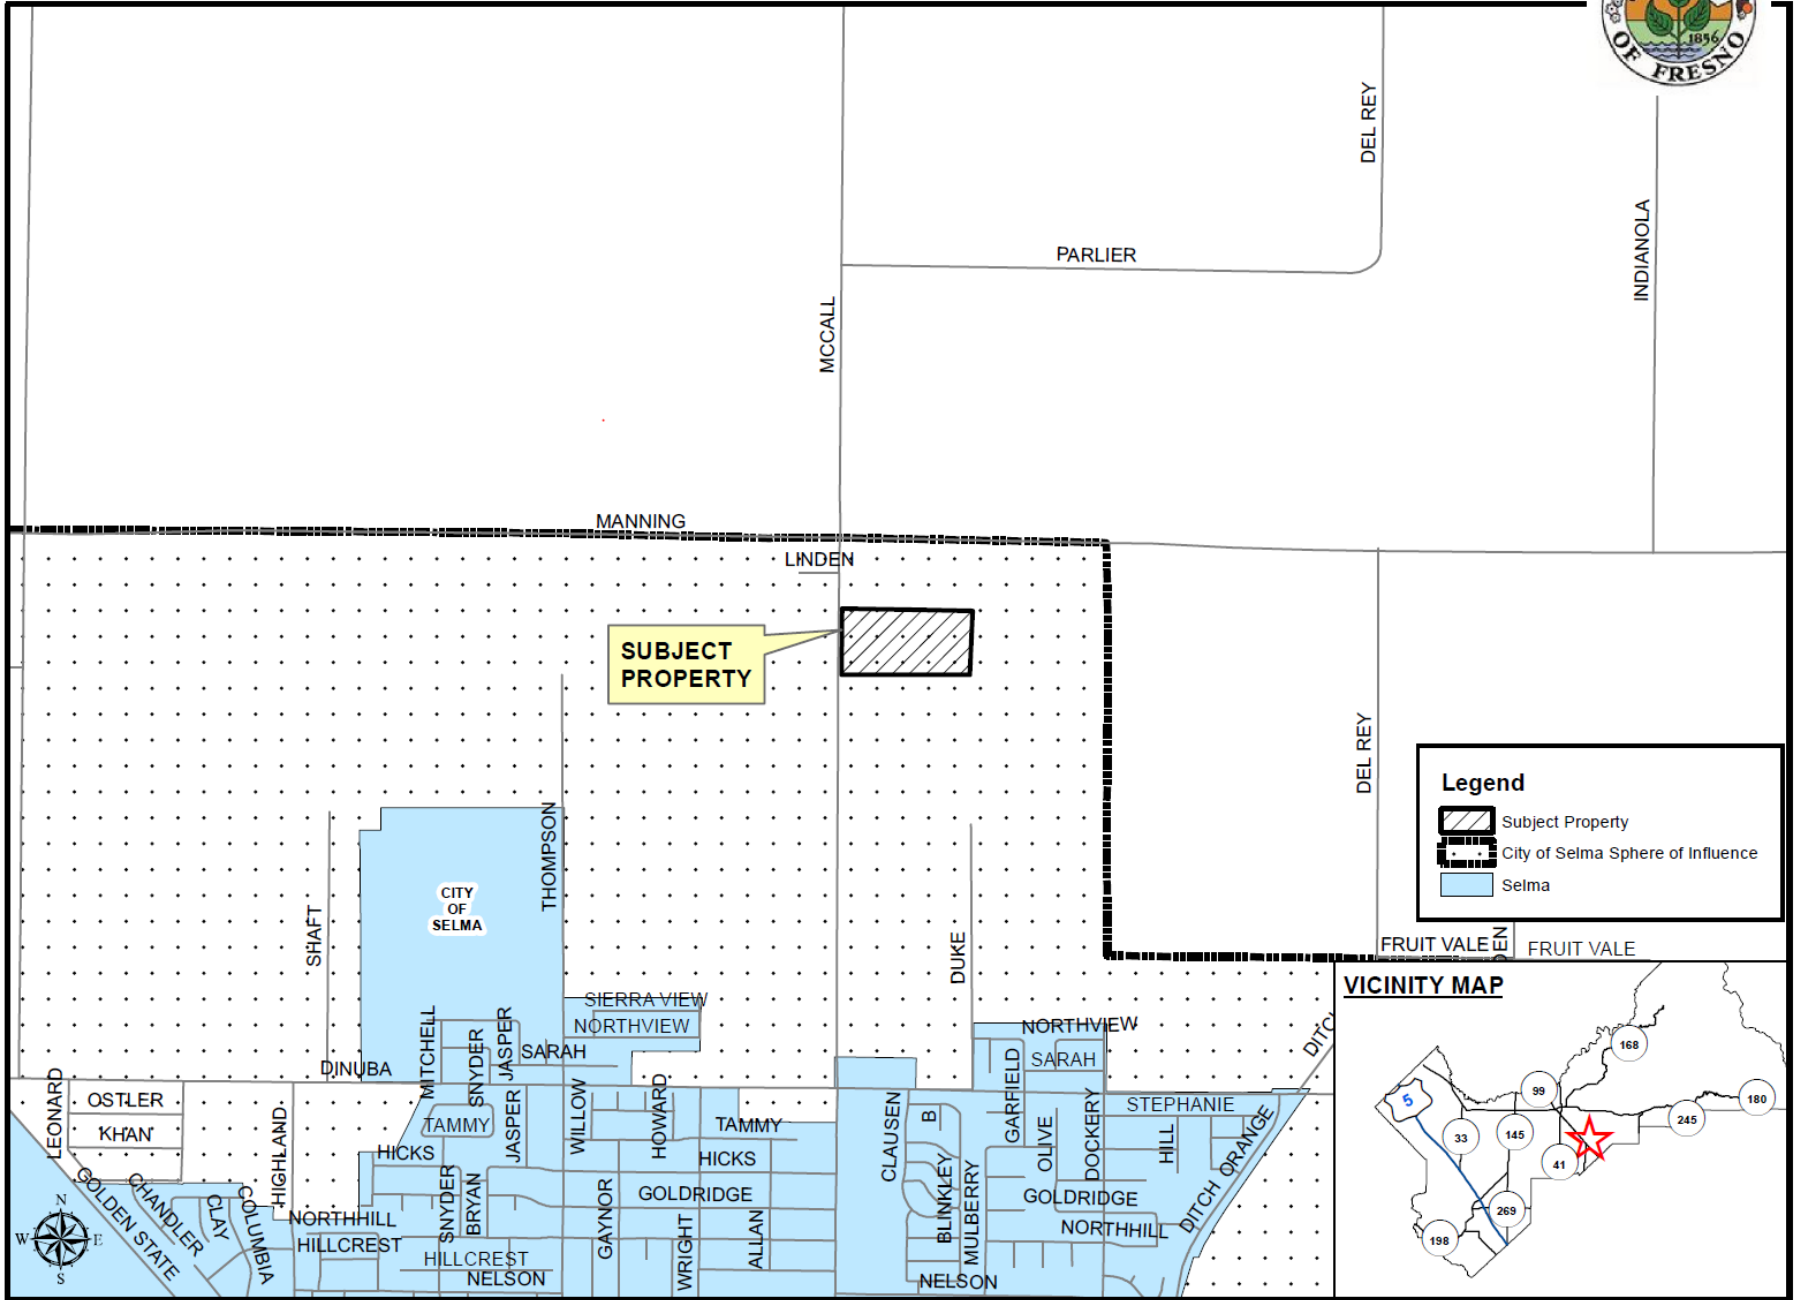 1856
OF FRESNO
DEL REY
INDIANOLA
PARLIER
MCCALL
MANNING
LINDEN
SUBJECT
PROPERTY
DEL REY
Legend
Subject Property
City of Selma Sphere of Influence
Selma
THOMPSON
CITY
OF
SELMA
SHAFT
DUKE
FRUIT VALE
FRUIT VALE
VICINITY MAP
168
99
5
180
245
33
145
41
269
198
SIERRA VIEW
NORTHVIEW
NORTHVIEW
MITCHELL
SNYDER
JASPER
SARAH
SARAH
DINUBA
LEONARD
OSTLER
KHAN
HIGHLAND
TAMMY
JASPER
WILLOW
HOWARD
TAMMY
CLAUSEN
B
GARFIELD
OLIVE
DOCKERY
STEPHANIE
HILL
DITCH ORANGE
HICKS
HICKS
GOLDEN STATE
CHANDLER
CLAY
COLUMBIA
SNYDER
BRYAN
GAYNOR
GOLDRIDGE
WRIGHT
ALLAN
BLINKLEY
MULBERRY
GOLDRIDGE
NORTHHILL
NORTHHILL
HILLCREST
HILLCREST
NELSON
NELSON
N
W
E
S